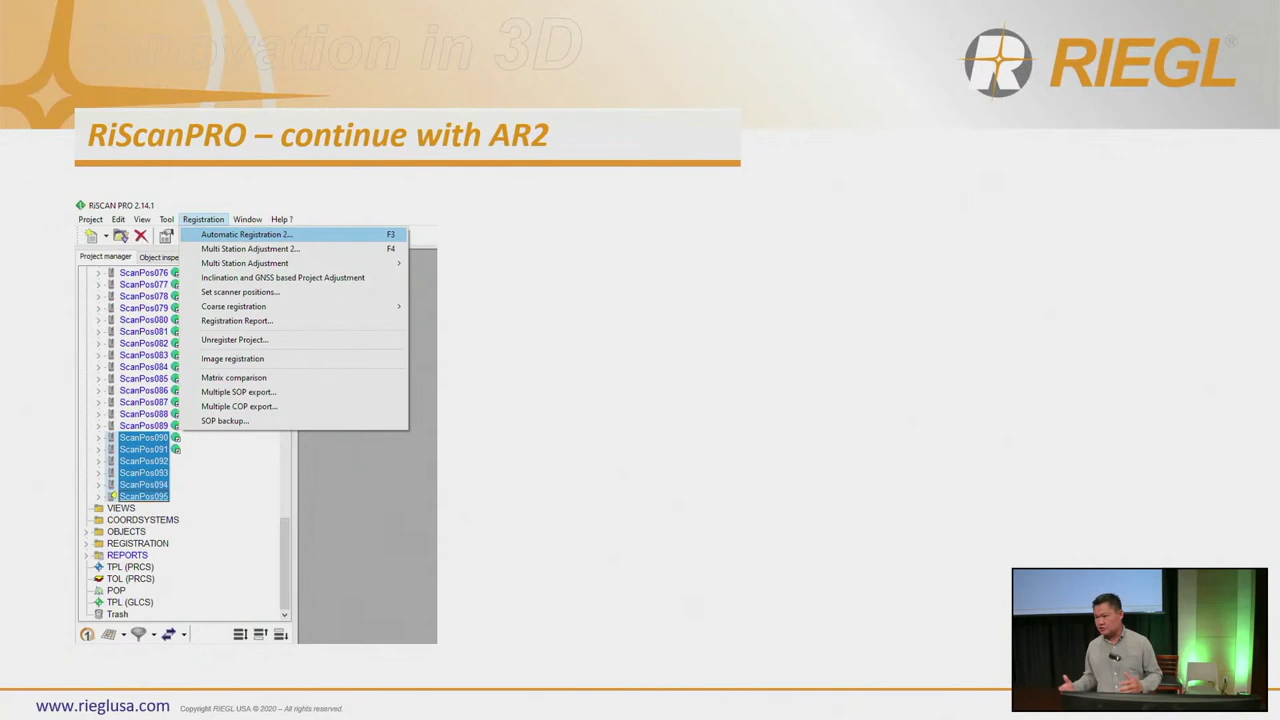 Innovation in 3D
RIEGL®
RiScanPRO – continue with AR2
RiSCAN PRO 2.14.1
Project Edit View Tool Registration Window Help ?
Automatic Registration 2... F3
Project manager Object inspe
Multi Station Adjustment 2... F4
Multi Station Adjustment >
Inclination and GNSS based Project Adjustment
Set scanner positions...
Coarse registration >
Registration Report...
Unregister Project...
Image registration
Matrix comparison
Multiple SOP export...
Multiple COP export...
SOP backup...
ScanPos076
ScanPos077
ScanPos078
ScanPos079
ScanPos080
ScanPos081
ScanPos082
ScanPos083
ScanPos084
ScanPos085
ScanPos086
ScanPos087
ScanPos088
ScanPos089
ScanPos090
ScanPos091
ScanPos092
ScanPos093
ScanPos094
ScanPos095
VIEWS
COORDSYSTEMS
OBJECTS
REGISTRATION
REPORTS
TPL (PRCS)
TOL (PRCS)
POP
TPL (GLCS)
Trash
www.rieglusa.com Copyright RIEGL USA © 2020 – All rights reserved.